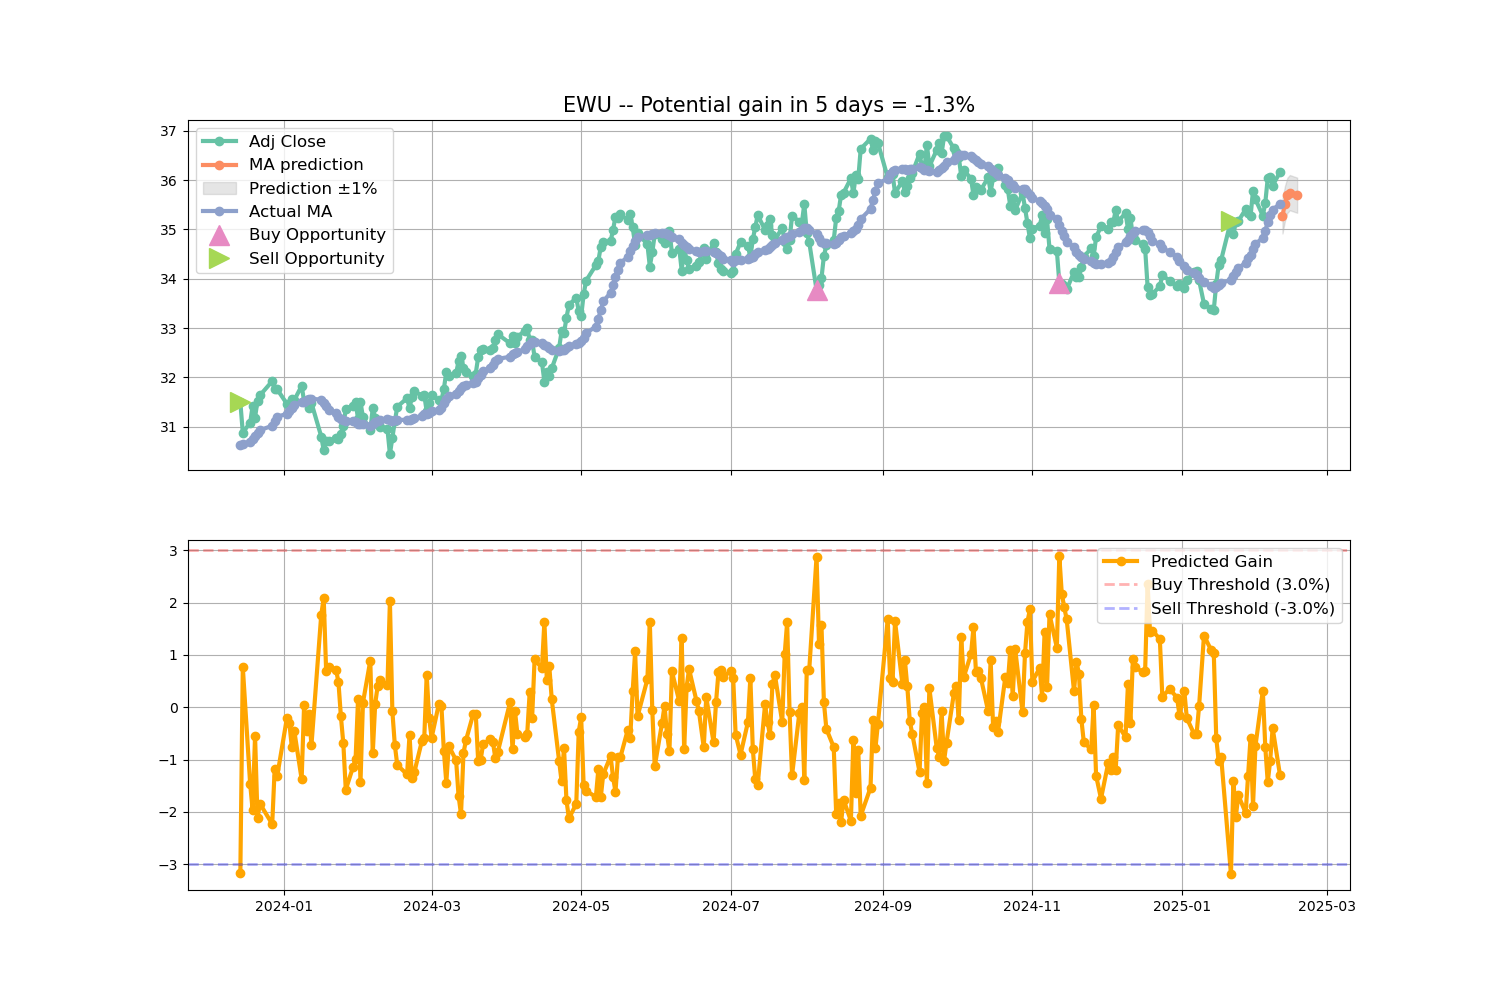 EWU -- Potential gain in 5 days = -1.3%
37
36
35
34
33
32
31
Adj Close
MA prediction
Prediction ±1%
Actual MA
Buy Opportunity
Sell Opportunity
3
2
1
0
−1
−2
−3
Predicted Gain
Buy Threshold (3.0%)
Sell Threshold (-3.0%)
2024-01
2024-03
2024-05
2024-07
2024-09
2024-11
2025-01
2025-03